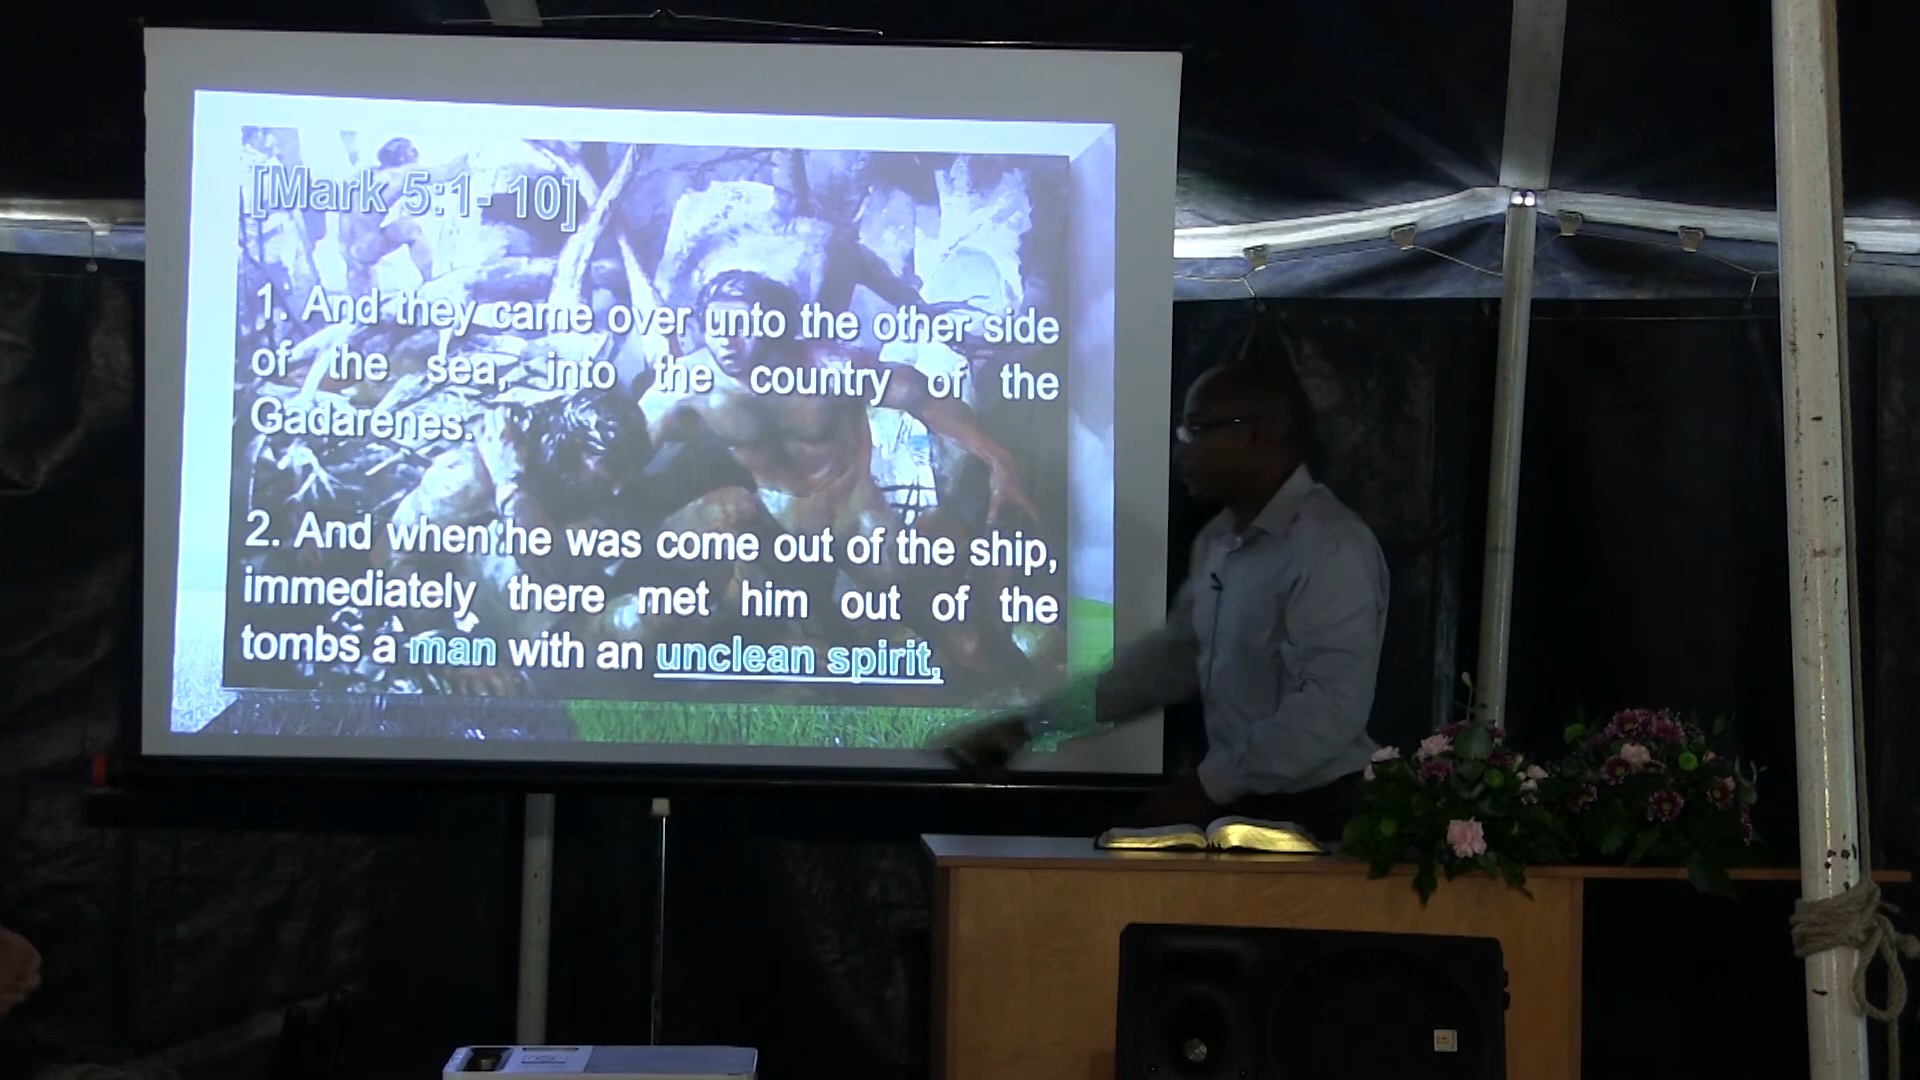 [Mark 5:1- 10]
1. And they came over unto the other side
of the sea, into the country of the
Gadarenes.
2. And when he was come out of the ship,
immediately there met him out of the
tombs a man with an unclean spirit,